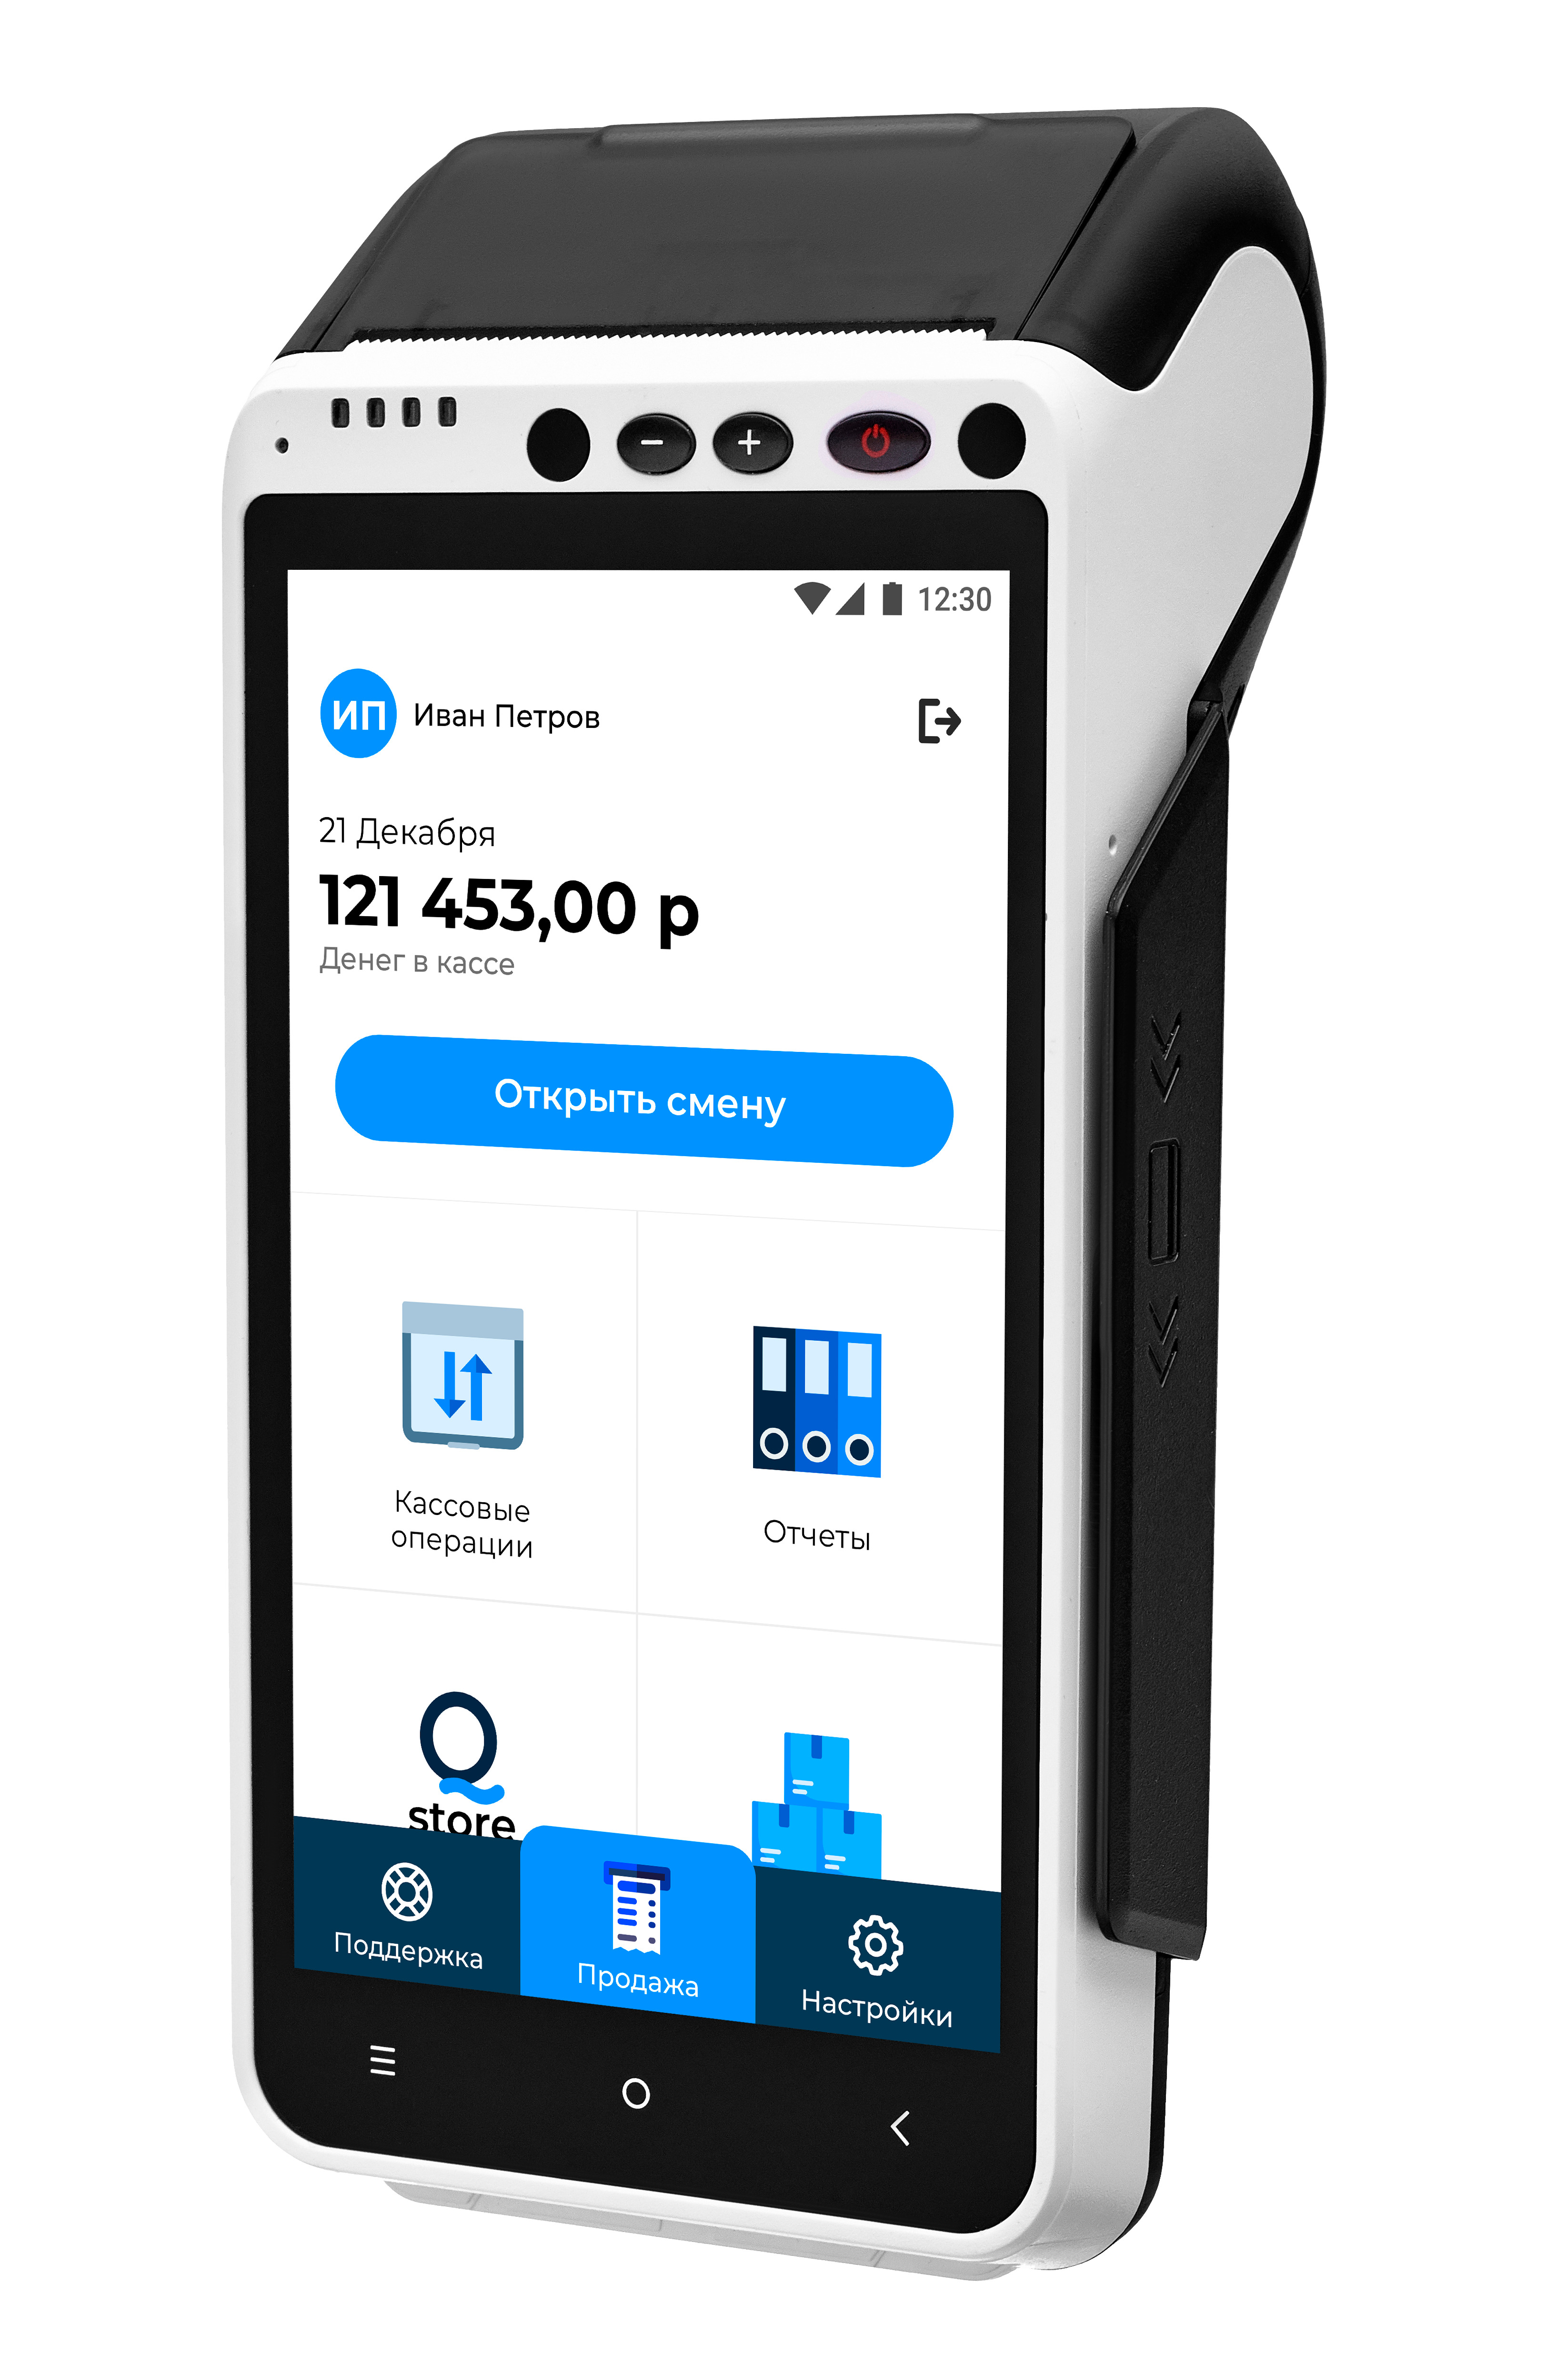 12:30
ИП Иван Петров
21 Декабря
121 453,00 р
Денег в кассе
Открыть смену
Кассовые
операции
Отчеты
Q
store
Поддержка
Продажа
Настройки